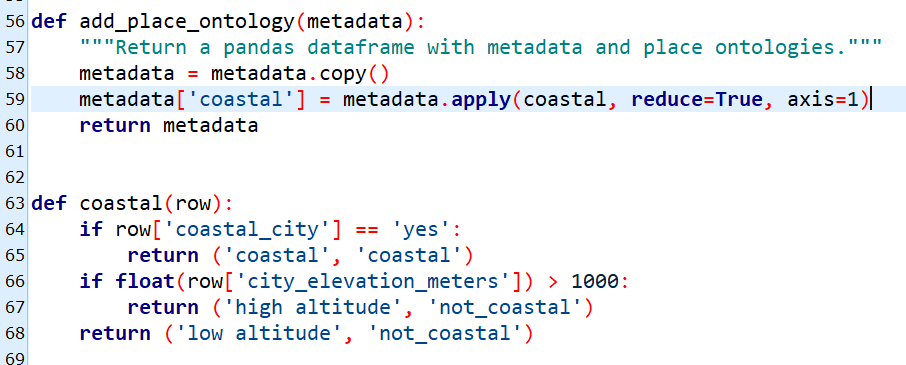 56 def add_place_ontology(metadata):
57     """Return a pandas dataframe with metadata and place ontologies."""
58     metadata = metadata.copy()
59     metadata['coastal'] = metadata.apply(coastal, reduce=True, axis=1)
60     return metadata
61
62
63 def coastal(row):
64     if row['coastal_city'] == 'yes':
65         return ('coastal', 'coastal')
66     if float(row['city_elevation_meters']) > 1000:
67         return ('high altitude', 'not_coastal')
68     return ('low altitude', 'not_coastal')
69